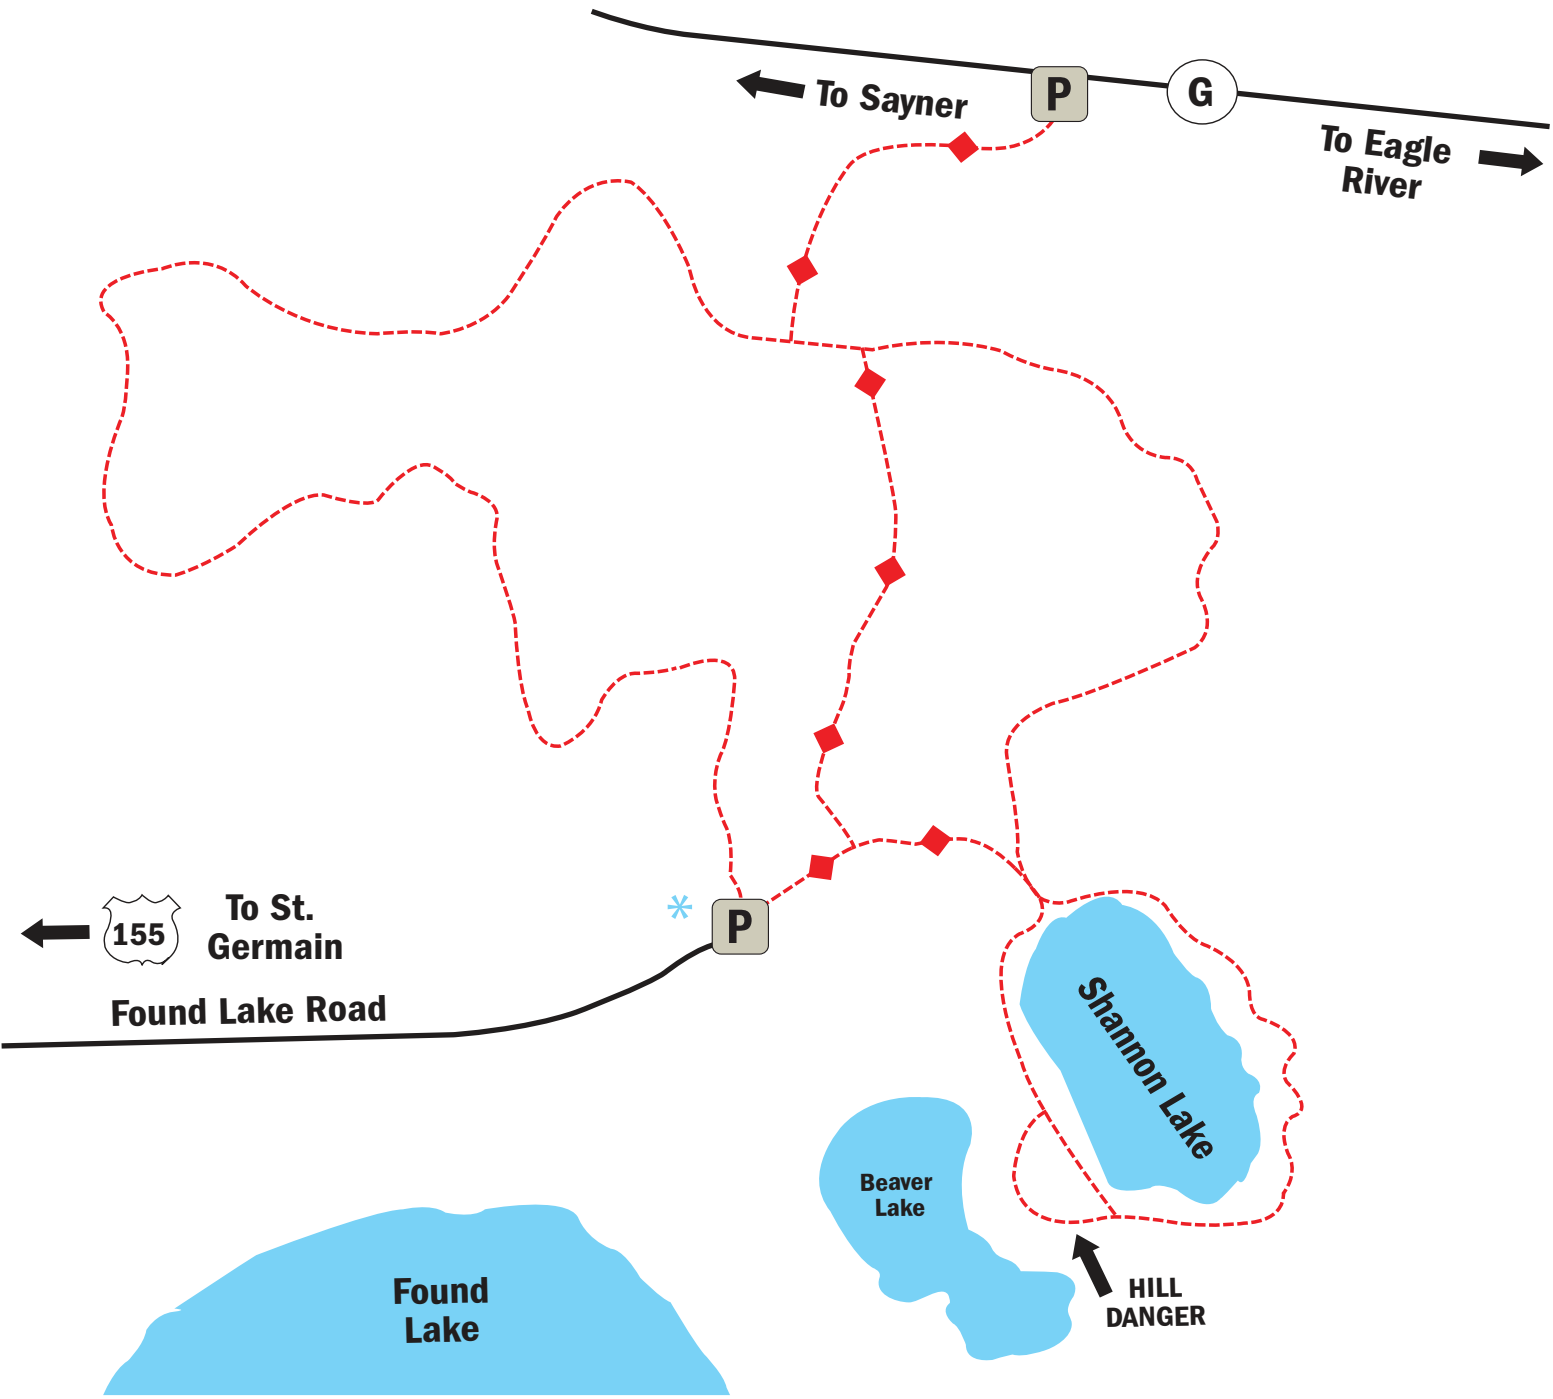 To Sayner
P
G
To Eagle
River
155
To St.
Germain
P
Found Lake Road
Shannon Lake
Beaver
Lake
HILL
DANGER
Found
Lake